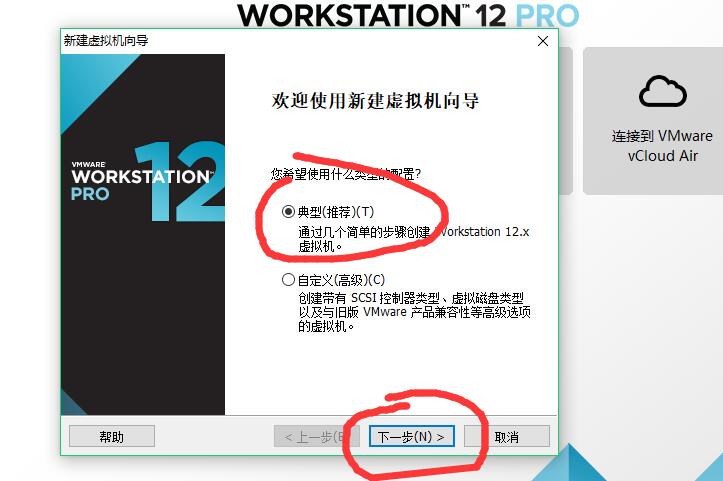 WORKSTATION™ 12 PRO
新建虚拟机向导
欢迎使用新建虚拟机向导
连接到 VMware
vCloud Air
VMWARE
WORKSTATION™
PRO
12
您希望使用什么类型的配置?
典型(推荐)(T)
通过几个简单的步骤创建 Workstation 12.x
虚拟机。
自定义(高级)(C)
创建带有 SCSI 控制器类型、虚拟磁盘类型
以及与旧版 VMware 产品兼容性等高级选项
的虚拟机。
帮助
< 上一步(B
下一步(N) >
取消